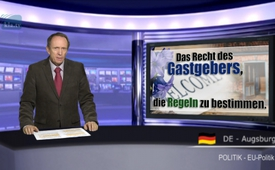 Das Recht des
Gastgebers,
die Regeln zu bestimmen.
DE - Augsburg
POLITIK - EU-Politik